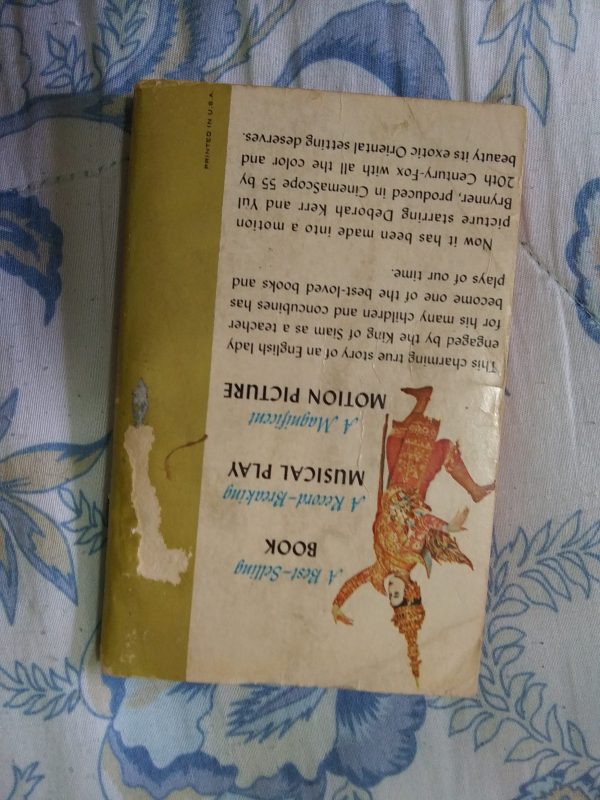 A Best-Selling
BOOK
A Record-Breaking
MUSICAL PLAY
A Magnificent
MOTION PICTURE
This charming true story of an English lady
engaged by the King of Siam as a teacher
for his many children and concubines has
become one of the best-loved books and
plays of our time.
Now it has been made into a motion
picture starring Deborah Kerr and Yul
Brynner, produced in CinemaScope 55 by
20th Century-Fox with all the color and
beauty its exotic Oriental setting deserves.
PRINTED IN U.S.A.